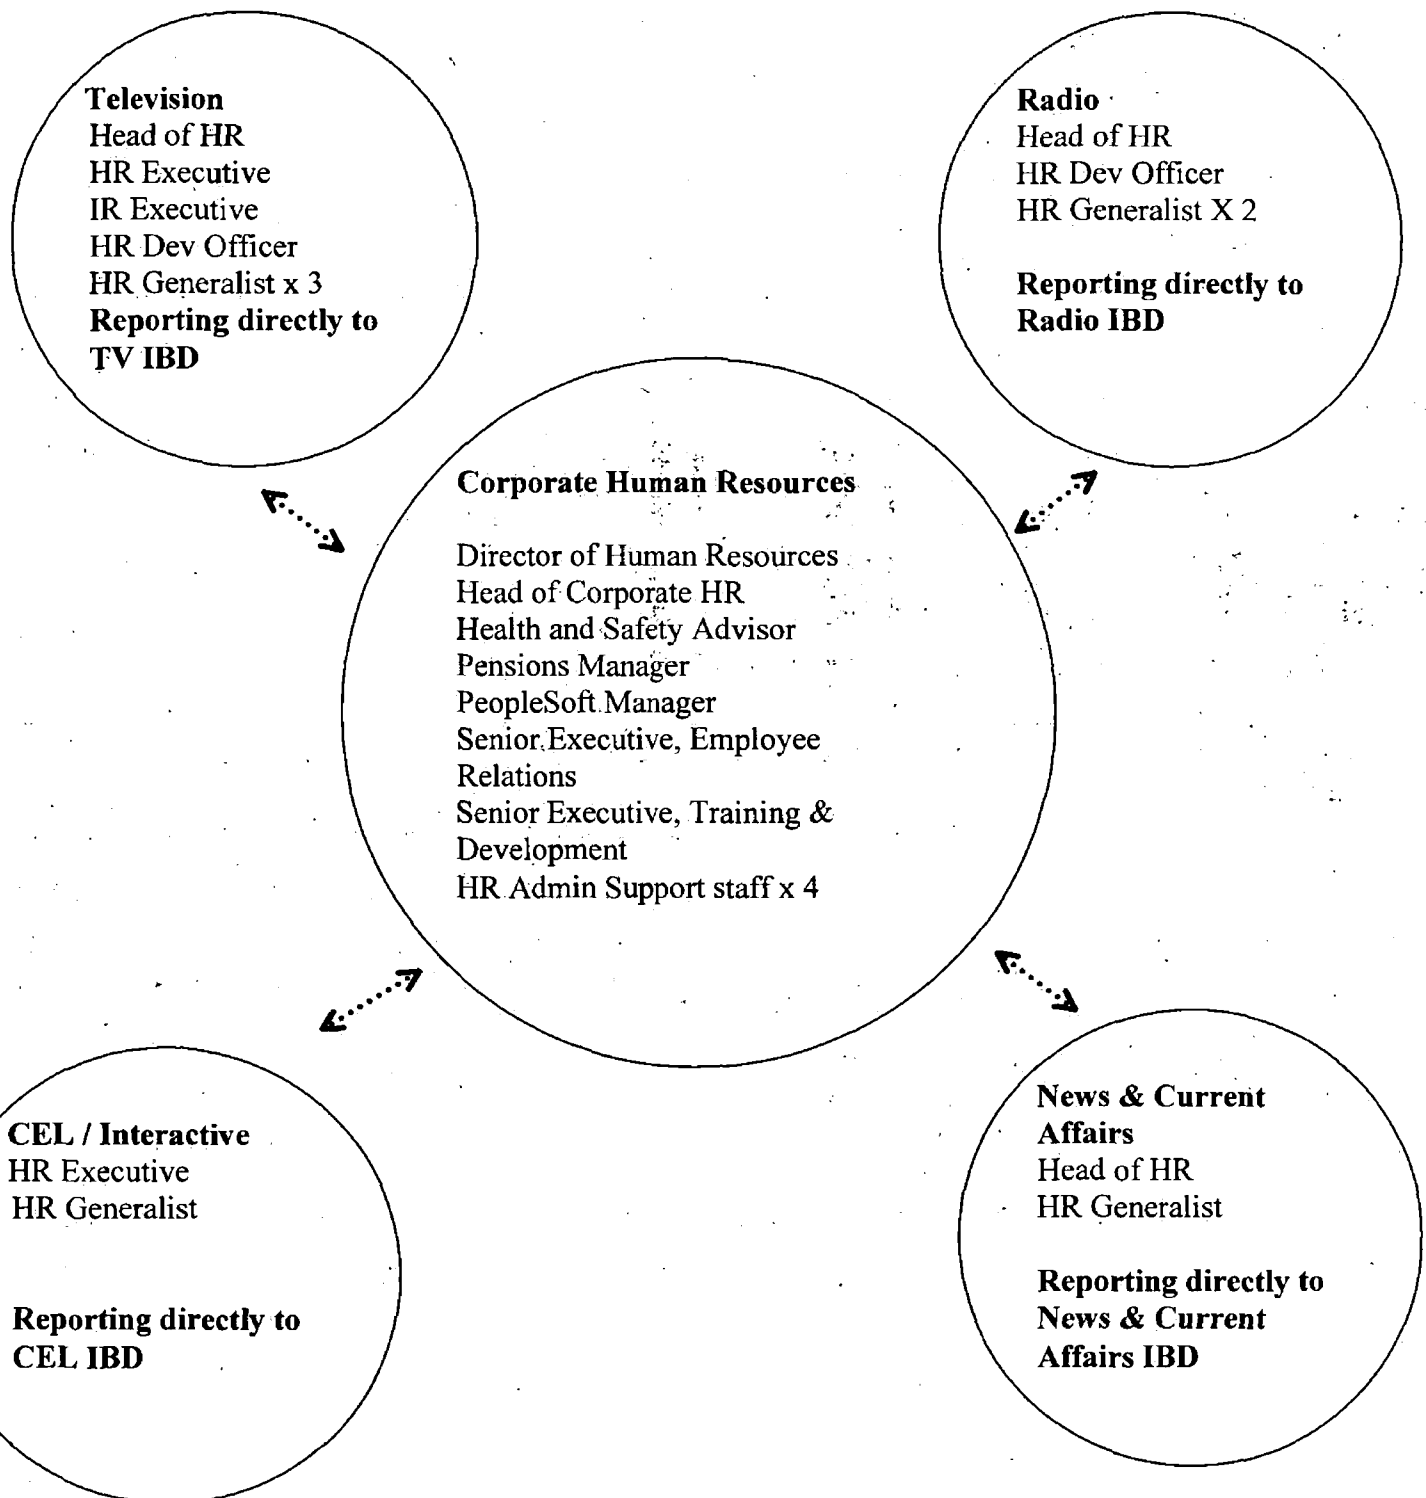 Television
Head of HR
HR Executive
IR Executive
HR Dev Officer
HR Generalist x 3
Reporting directly to
TV IBD
Radio
Head of HR
HR Dev Officer
HR Generalist X 2
Reporting directly to
Radio IBD
Corporate Human Resources
Director of Human Resources
Head of Corporate HR
Health and Safety Advisor
Pensions Manager
PeopleSoft Manager
Senior Executive, Employee
Relations
Senior Executive, Training &
Development
HR Admin Support staff x 4
CEL / Interactive
HR Executive
HR Generalist
Reporting directly to
CEL IBD
News & Current
Affairs
Head of HR
HR Generalist
Reporting directly to
News & Current
Affairs IBD